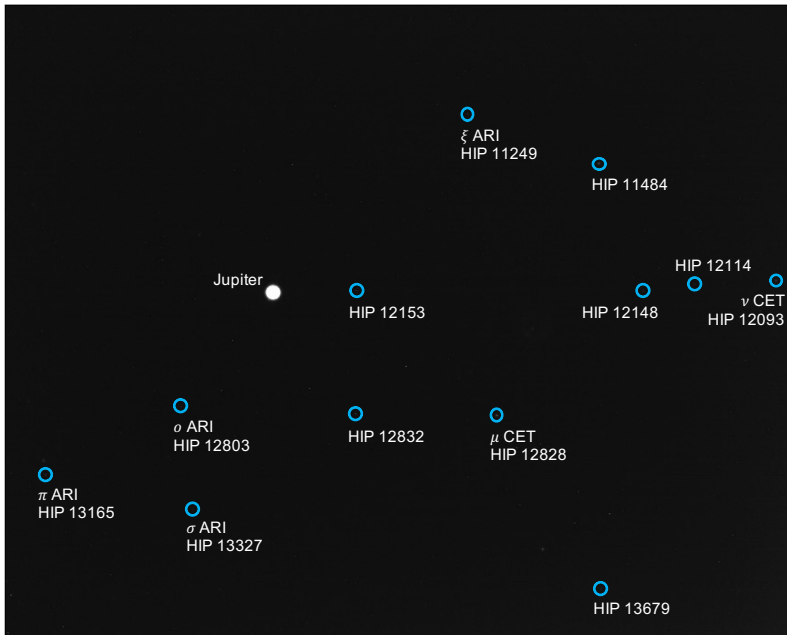 ξ ARI
HIP 11249
HIP 11484
HIP 12114
Jupiter
ν CET
HIP 12153
HIP 12148
HIP 12093
ο ARI
HIP 12803
HIP 12832
μ CET
HIP 12828
π ARI
HIP 13165
σ ARI
HIP 13327
HIP 13679